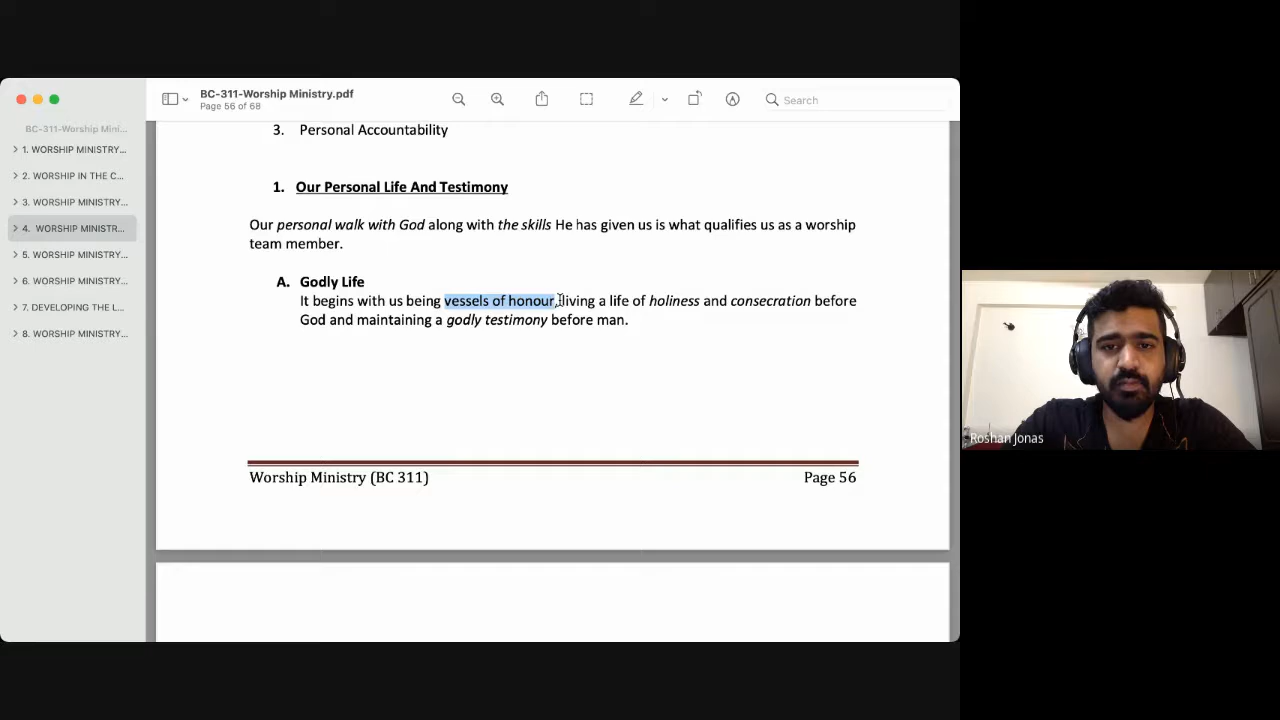 BC-311-Worship Ministry.pdf
Page 56 of 68
Search
BC-311-Worship Mini...
1. WORSHIP MINISTRY...
2. WORSHIP IN THE C...
3. WORSHIP MINISTRY...
4. WORSHIP MINISTR...
5. WORSHIP MINISTRY...
6. WORSHIP MINISTRY...
7. DEVELOPING THE L...
8. WORSHIP MINISTRY...
3. Personal Accountability
1. Our Personal Life And Testimony
Our personal walk with God along with the skills He has given us is what qualifies us as a worship
team member.
A. Godly Life
It begins with us being vessels of honour, living a life of holiness and consecration before
God and maintaining a godly testimony before man.
Worship Ministry (BC 311)
Page 56
Roshan Jonas